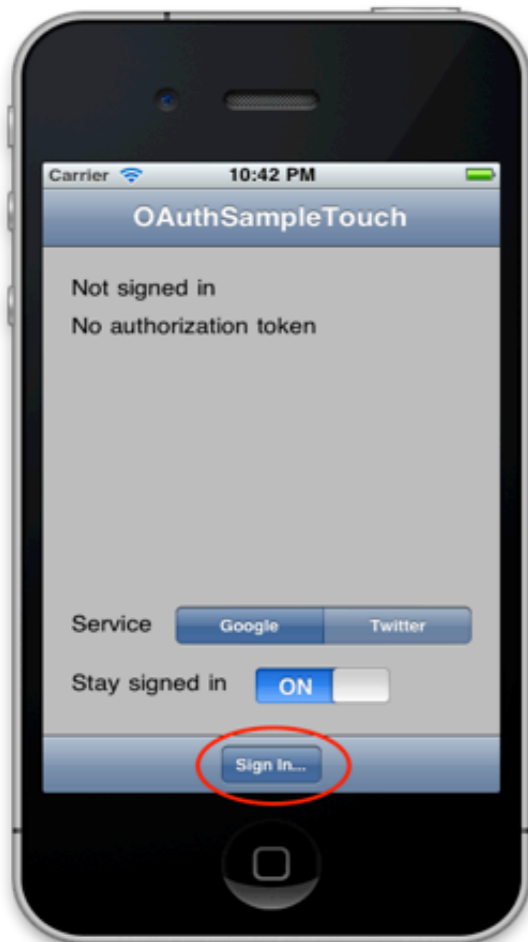 Carrier 10:42 PM
OAuthSampleTouch
Not signed in
No authorization token
Service Google Twitter
Stay signed in ON
Sign In...